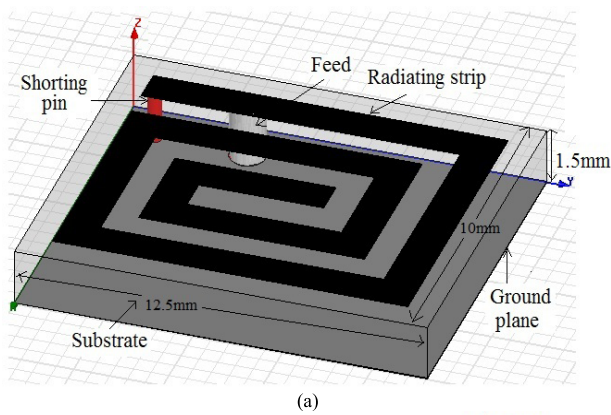 Z
Feed
Shorting
pin
Radiating strip
1.5mm
Y
10mm
12.5mm
Ground
plane
Substrate
(a)